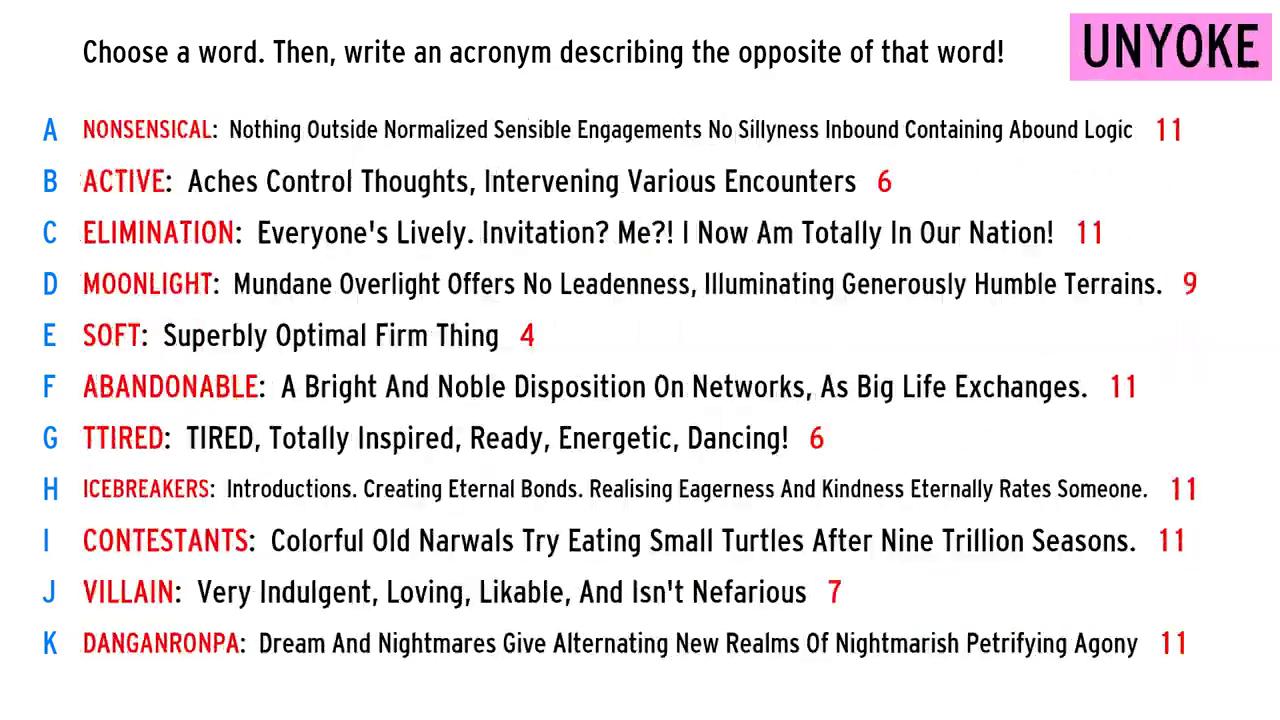 Choose a word. Then, write an acronym describing the opposite of that word!
UNYOKE
A NONSENSICAL: Nothing Outside Normalized Sensible Engagements No Sillyness Inbound Containing Abound Logic 11
B ACTIVE: Aches Control Thoughts, Intervening Various Encounters 6
C ELIMINATION: Everyone's Lively. Invitation? Me?! I Now Am Totally In Our Nation! 11
D MOONLIGHT: Mundane Overlight Offers No Leadenness, Illuminating Generously Humble Terrains. 9
E SOFT: Superbly Optimal Firm Thing 4
F ABANDONABLE: A Bright And Noble Disposition On Networks, As Big Life Exchanges. 11
G TTIRED: TIRED, Totally Inspired, Ready, Energetic, Dancing! 6
H ICEBREAKERS: Introductions. Creating Eternal Bonds. Realising Eagerness And Kindness Eternally Rates Someone. 11
I CONTESTANTS: Colorful Old Narwals Try Eating Small Turtles After Nine Trillion Seasons. 11
J VILLAIN: Very Indulgent, Loving, Likable, And Isn't Nefarious 7
K DANGANRONPA: Dream And Nightmares Give Alternating New Realms Of Nightmarish Petrifying Agony 11